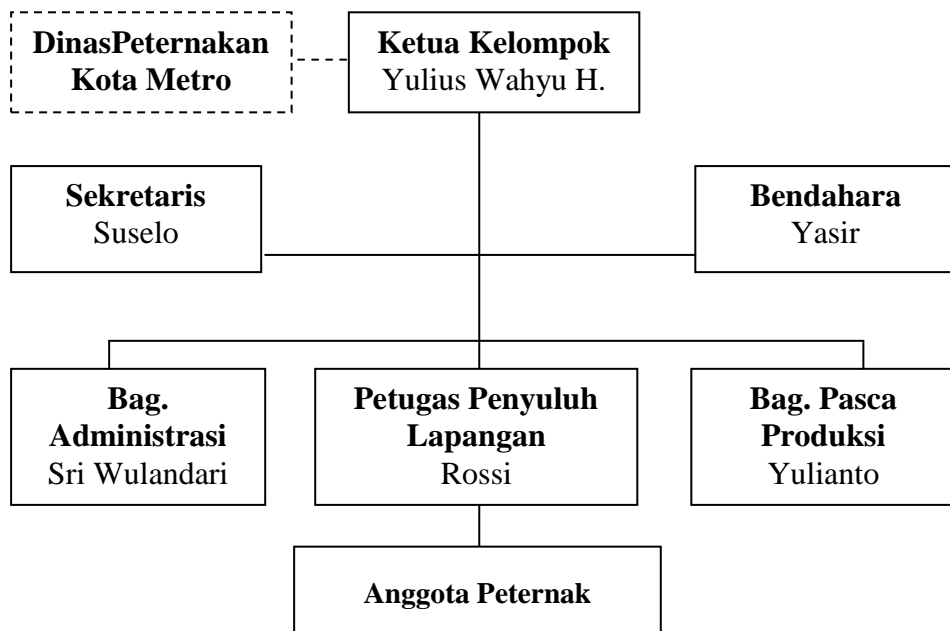 DinasPeternakan
Kota Metro
Ketua Kelompok
Yulius Wahyu H.
Sekretaris
Suselo
Bendahara
Yasir
Bag.
Administrasi
Sri Wulandari
Petugas Penyuluh
Lapangan
Rossi
Bag. Pasca
Produksi
Yulianto
Anggota Peternak